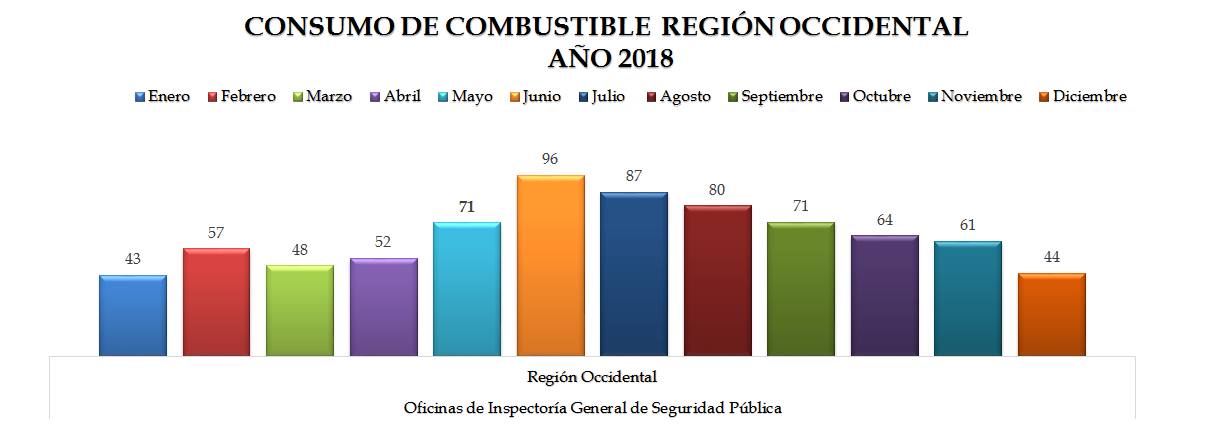 CONSUMO DE COMBUSTIBLE REGIÓN OCCIDENTAL
AÑO 2018
Enero Febrero Marzo Abril Mayo Junio Julio Agosto Septiembre Octubre Noviembre Diciembre
43 57 48 52 71 96 87 80 71 64 61 44
Región Occidental
Oficinas de Inspectoría General de Seguridad Pública